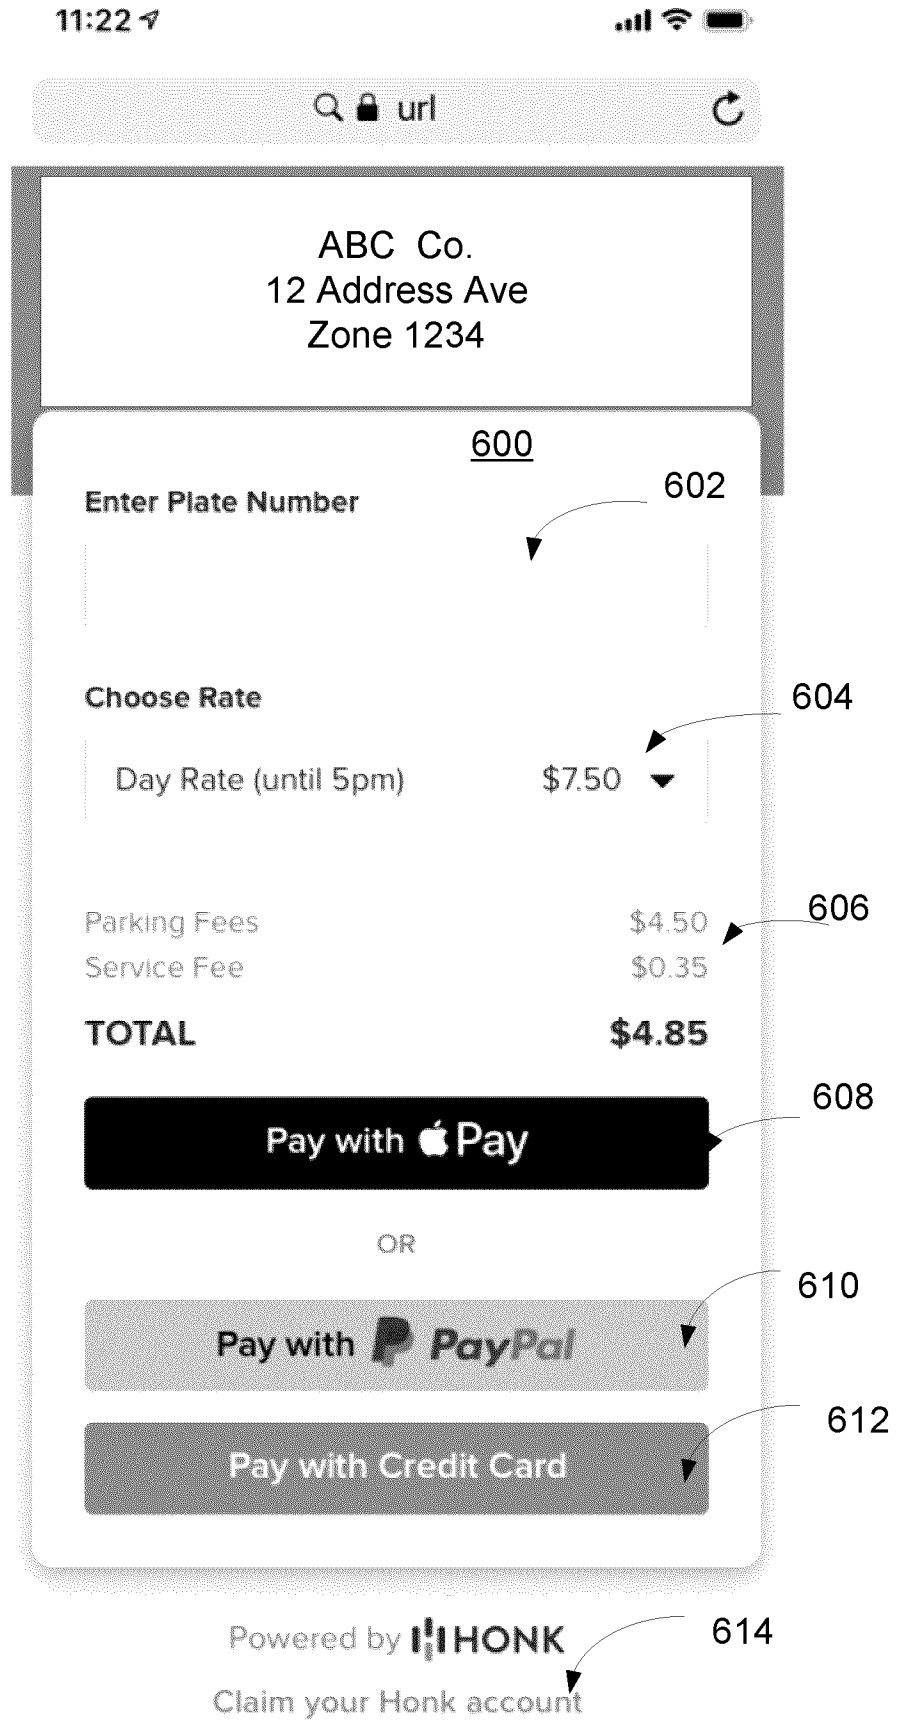 11:22
url
ABC Co.
12 Address Ave
Zone 1234
600
Enter Plate Number
602
Choose Rate
604
Day Rate (until 5pm) $7.50
Parking Fees $4.50
606
Service Fee $0.35
TOTAL $4.85
608
Pay with Pay
OR
610
Pay with PayPal
612
Pay with Credit Card
Powered by HONK
614
Claim your Honk account